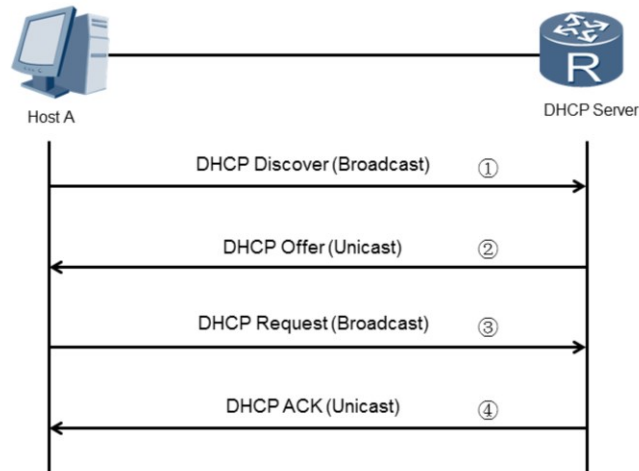 R
Host A
DHCP Server
DHCP Discover (Broadcast) ①
DHCP Offer (Unicast) ②
DHCP Request (Broadcast) ③
DHCP ACK (Unicast) ④